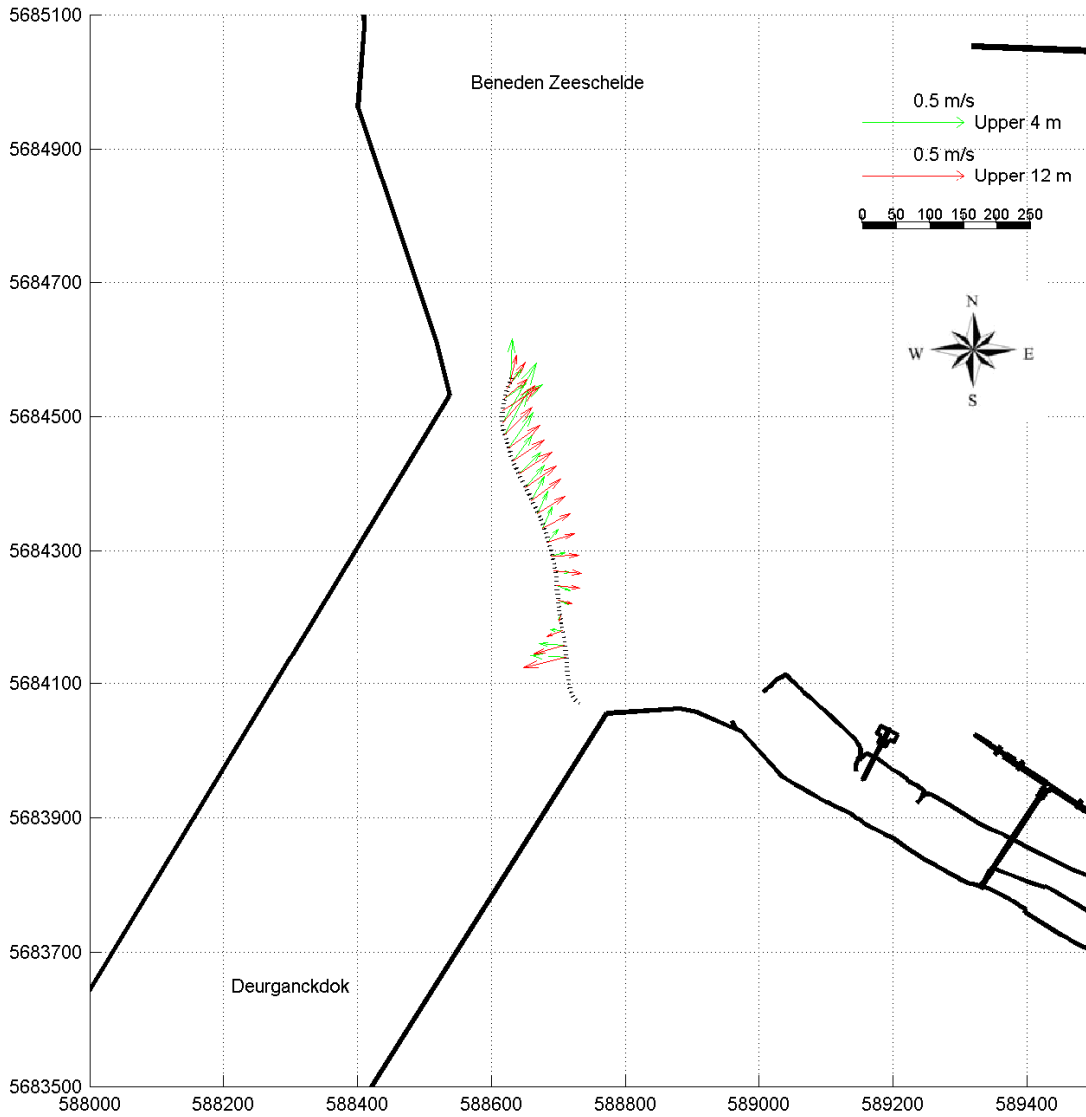 5685100
Beneden Zeeschelde
0.5 m/s
Upper 4 m
5684900
0.5 m/s
Upper 12 m
0 50 100 150 200 250
5684700
N
W E
S
5684500
5684300
5684100
5683900
5683700
Deurganckdok
5683500
588000 588200 588400 588600 588800 589000 589200 589400